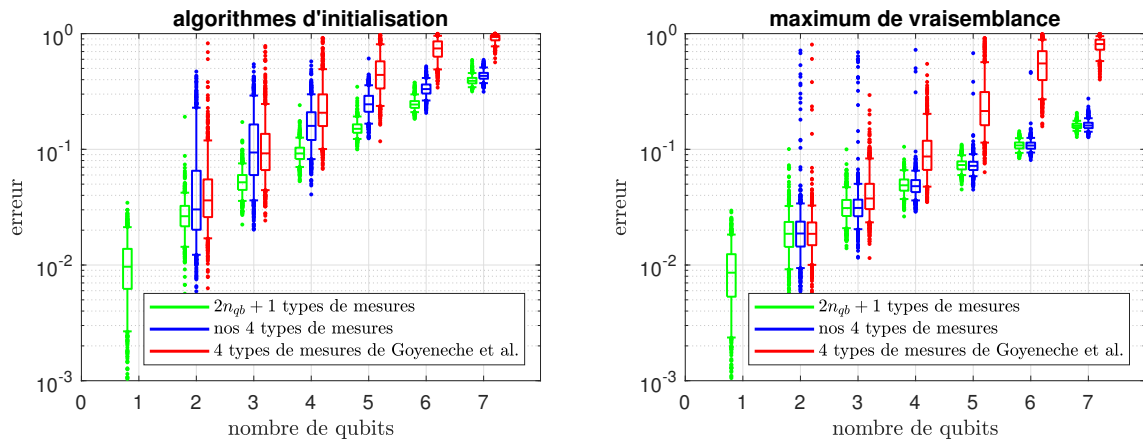 algorithmes d'initialisation
10^0
10^-1
10^-2
10^-3
erreur
0 1 2 3 4 5 6 7
nombre de qubits
2n_{qb} + 1 types de mesures
nos 4 types de mesures
4 types de mesures de Goyeneche et al.
maximum de vraisemblance
10^0
10^-1
10^-2
10^-3
erreur
0 1 2 3 4 5 6 7
nombre de qubits
2n_{qb} + 1 types de mesures
nos 4 types de mesures
4 types de mesures de Goyeneche et al.